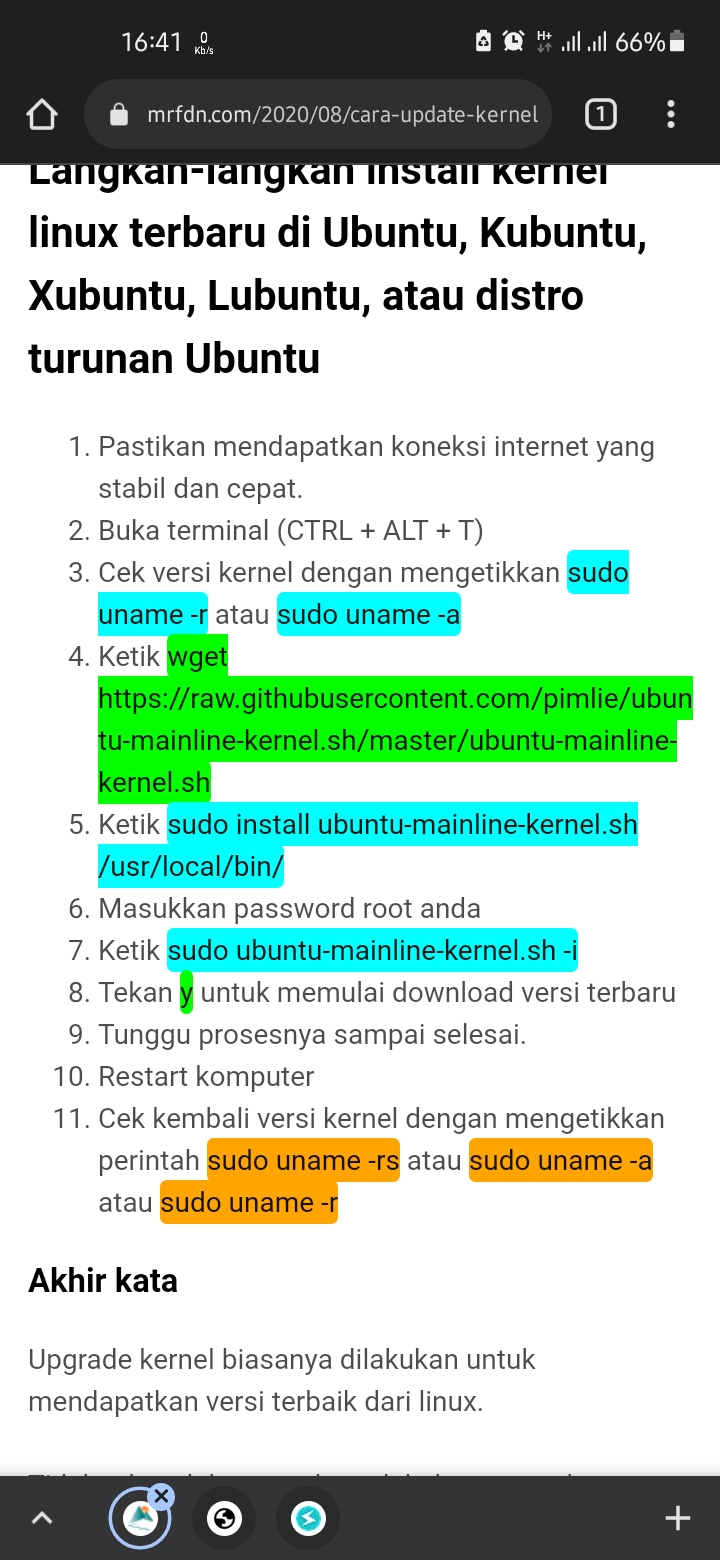 16:41 0 Kb/s H+ 66%
mrfdn.com/2020/08/cara-update-kernel 1
Langkah-langkah install kernel
linux terbaru di Ubuntu, Kubuntu,
Xubuntu, Lubuntu, atau distro
turunan Ubuntu
1. Pastikan mendapatkan koneksi internet yang
stabil dan cepat.
2. Buka terminal (CTRL + ALT + T)
3. Cek versi kernel dengan mengetikkan sudo
uname -r atau sudo uname -a
4. Ketik wget
https://raw.githubusercontent.com/pimlie/ubun
tu-mainline-kernel.sh/master/ubuntu-mainline-
kernel.sh
5. Ketik sudo install ubuntu-mainline-kernel.sh
/usr/local/bin/
6. Masukkan password root anda
7. Ketik sudo ubuntu-mainline-kernel.sh -i
8. Tekan y untuk memulai download versi terbaru
9. Tunggu prosesnya sampai selesai.
10. Restart komputer
11. Cek kembali versi kernel dengan mengetikkan
perintah sudo uname -rs atau sudo uname -a
atau sudo uname -r
Akhir kata
Upgrade kernel biasanya dilakukan untuk
mendapatkan versi terbaik dari linux.